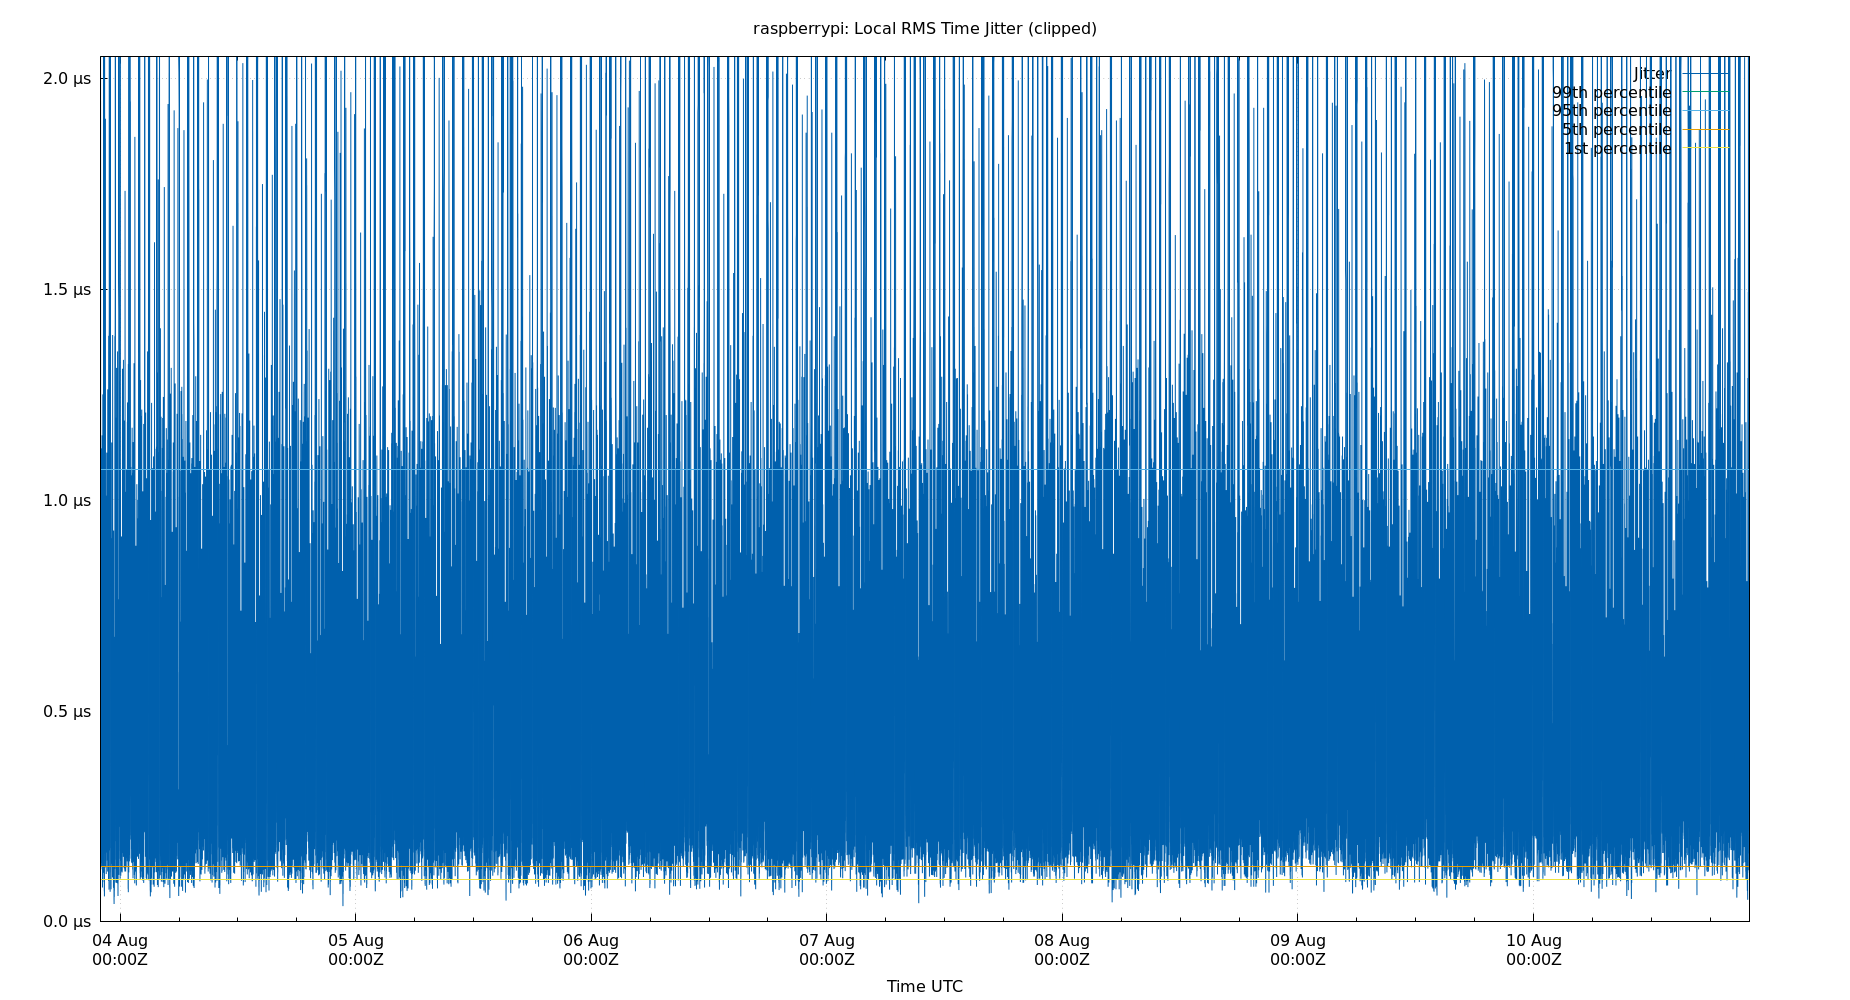 raspberrypi: Local RMS Time Jitter (clipped)
2.0 µs
1.5 µs
1.0 µs
0.5 µs
0.0 µs
Jitter
99th percentile
95th percentile
5th percentile
1st percentile
04 Aug 05 Aug 06 Aug 07 Aug 08 Aug 09 Aug 10 Aug
00:00Z 00:00Z 00:00Z 00:00Z 00:00Z 00:00Z 00:00Z
Time UTC